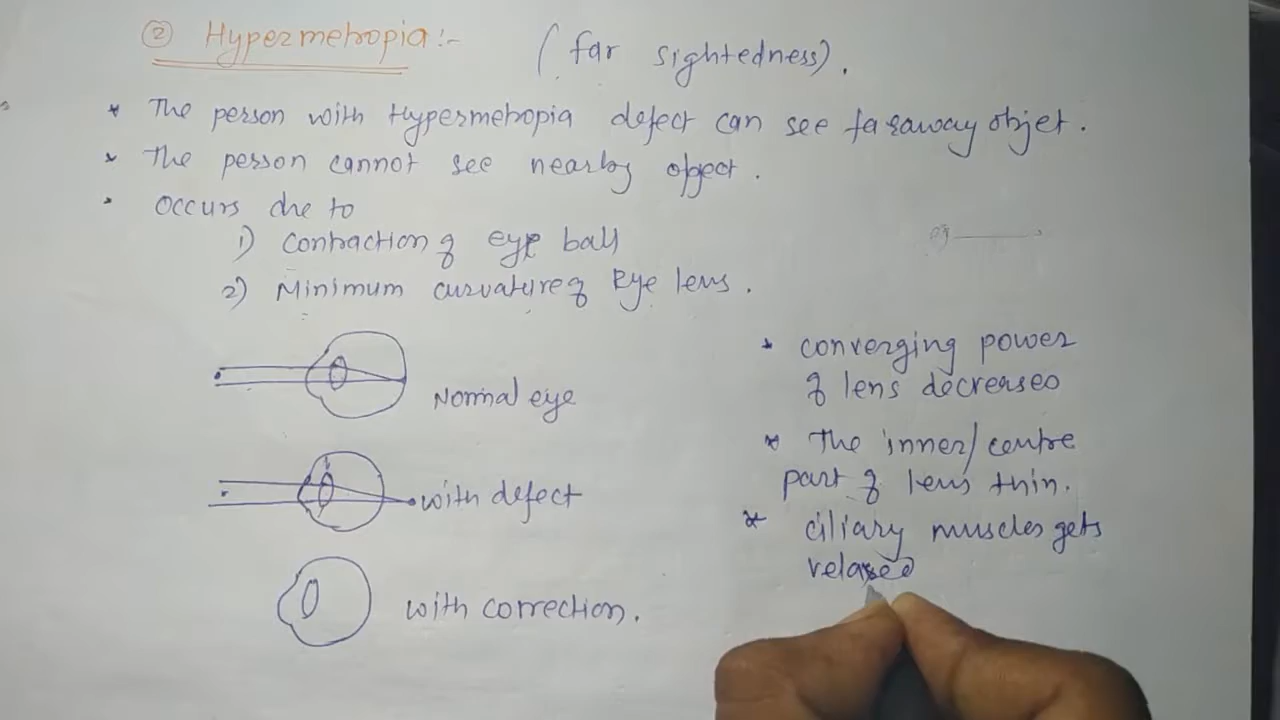 ② Hypermetropia :- (far sightedness).
* The person with Hypermetropia defect can see faraway objet.
* The person cannot see nearby object.
• occurs due to
1) Contraction of eye ball
2) Minimum curvature of Eye lens.
Normal eye
with defect
with correction.
* converging power
of lens decreases
* The inner/centre
part of lens thin.
* ciliary muscles gets
relaxed